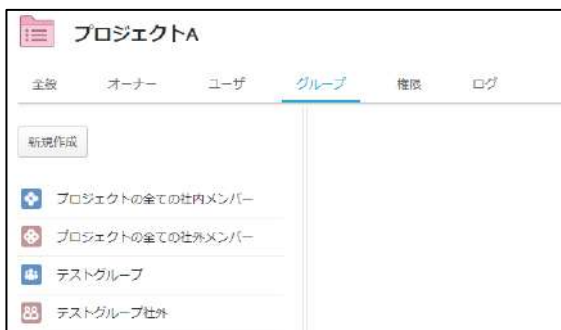 プロジェクトA
全般 オーナー ユーザ グループ 権限 ログ
新規作成
プロジェクトの全ての社内メンバー
プロジェクトの全ての社外メンバー
テストグループ
テストグループ社外